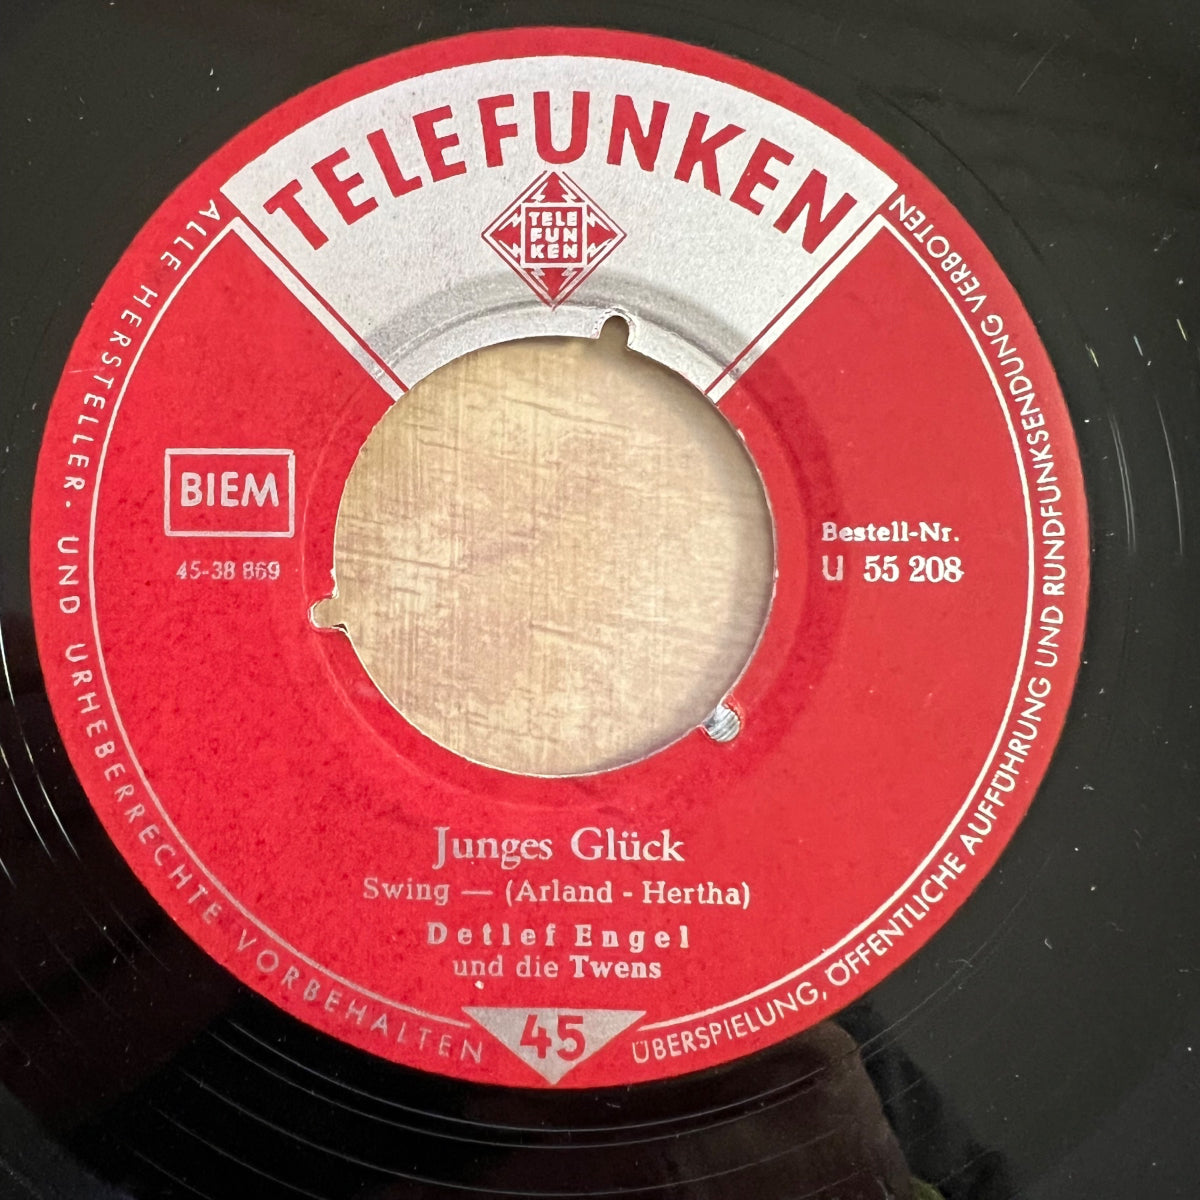 TELEFUNKEN
TELE
FUN
KEN
BIEM
45-38 869
Bestell-Nr.
U 55 208
Junges Glück
Swing — (Arland - Hertha)
Detlef Engel
und die Twens
45
ALLE HERSTELLER- UND URHEBERRECHTE VORBEHALTEN
ÜBERSPIELUNG, ÖFFENTLICHE AUFFÜHRUNG UND RUNDFUNKSENDUNG VERBOTEN